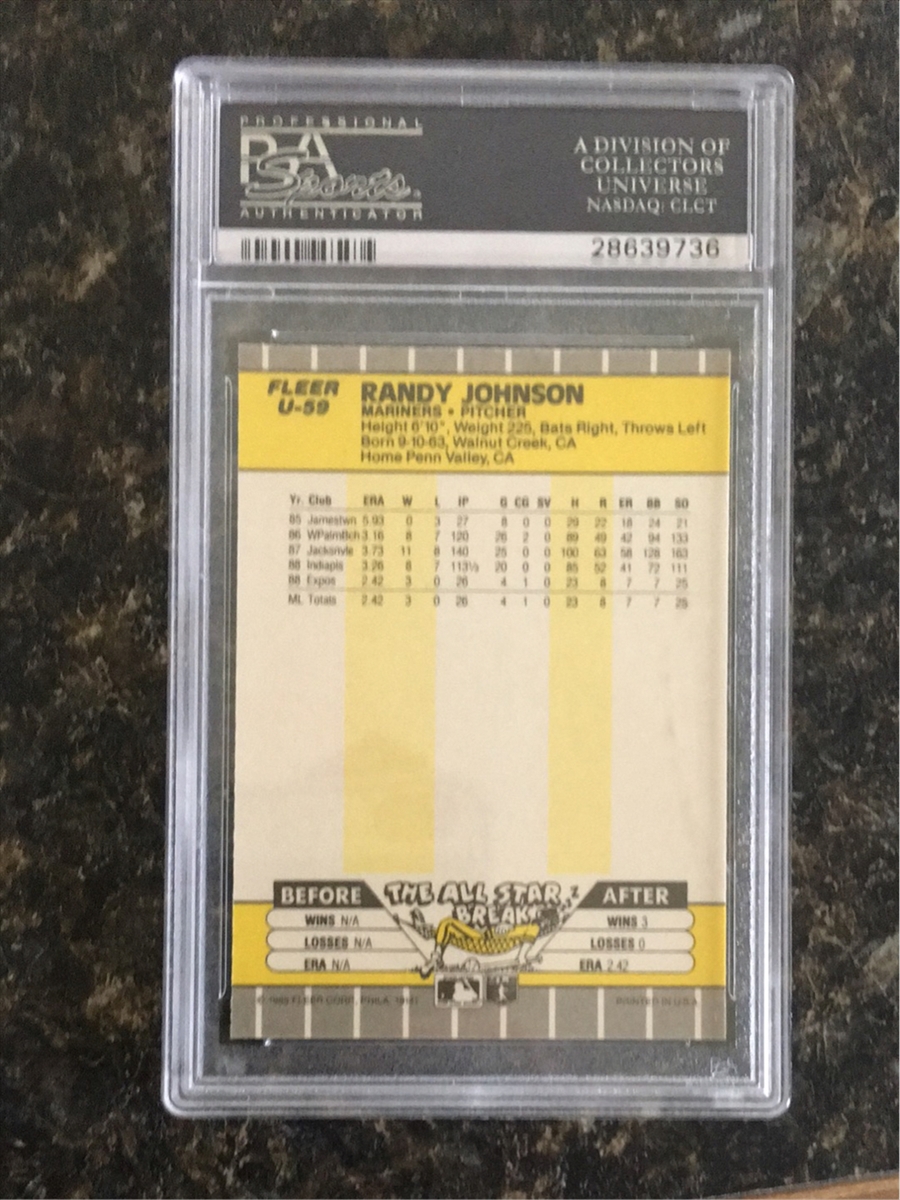 PROFESSIONAL
PSA
Sports
AUTHENTICATOR
A DIVISION OF
COLLECTORS
UNIVERSE
NASDAQ: CLCT
28639736
FLEER
U-59
RANDY JOHNSON
MARINERS • PITCHER
Height 6'10", Weight 225, Bats Right, Throws Left
Born 9-10-63, Walnut Creek, CA
Home Penn Valley, CA
Yr. Club ERA W L IP G CG SV H R ER BB SO
85 Jamestwn 5.93 0 3 27 8 0 0 29 22 18 24 21
86 WPalmBch 3.16 8 7 120 26 2 0 89 49 42 94 133
87 Jacksnvle 3.73 11 8 140 25 0 0 100 63 58 128 163
88 Indiapls 3.26 8 7 113⅓ 20 0 0 85 52 41 72 111
88 Expos 2.42 3 0 26 4 1 0 23 8 7 7 25
ML Totals 2.42 3 0 26 4 1 0 23 8 7 7 25
BEFORE THE ALL STAR BREAK AFTER
WINS N/A WINS 3
LOSSES N/A LOSSES 0
ERA N/A ERA 2.42
FLEER CORP., PHILA. PRINTED IN U.S.A.